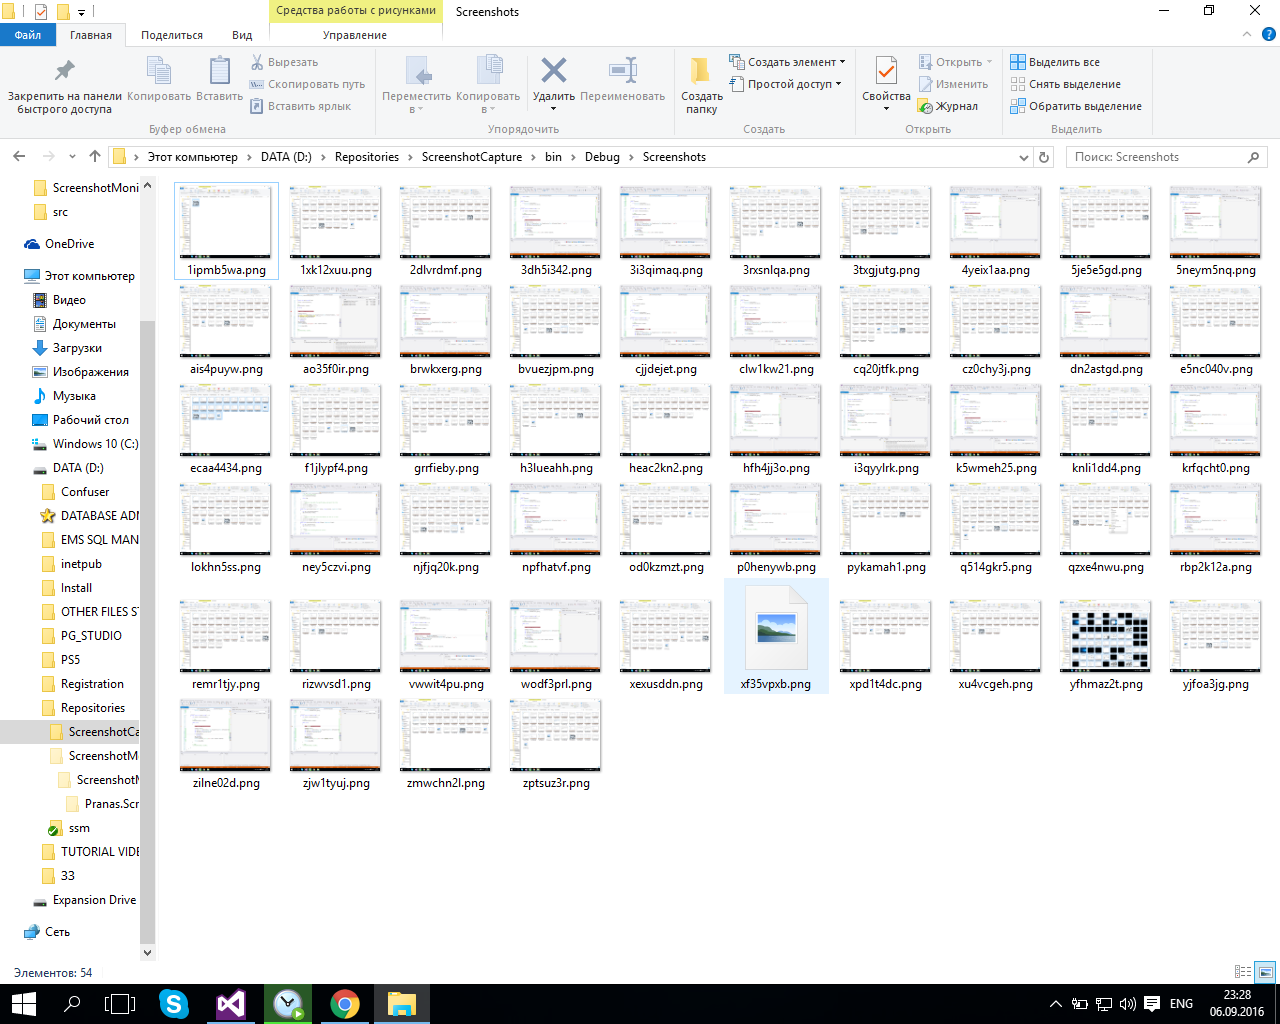 Средства работы с рисунками
Screenshots
Файл
Главная
Поделиться
Вид
Управление
Закрепить на панели быстрого доступа
Копировать
Вставить
Вырезать
Скопировать путь
Вставить ярлык
Буфер обмена
Переместить в
Копировать в
Удалить
Переименовать
Упорядочить
Создать папку
Создать элемент
Простой доступ
Создать
Свойства
Открыть
Изменить
Журнал
Открыть
Выделить все
Снять выделение
Обратить выделение
Выделить
Этот компьютер > DATA (D:) > Repositories > ScreenshotCapture > bin > Debug > Screenshots
Поиск: Screenshots
ScreenshotMoni
src
OneDrive
Этот компьютер
Видео
Документы
Загрузки
Изображения
Музыка
Рабочий стол
Windows 10 (C:)
DATA (D:)
Confuser
DATABASE ADM
EMS SQL MAN
inetpub
Install
OTHER FILES ST
PG_STUDIO
PS5
Registration
Repositories
ScreenshotCa
ScreenshotM
Screenshot
Pranas.Scr
ssm
TUTORIAL VIDE
33
Expansion Drive
Сеть
1ipmb5wa.png 1xk12xuu.png 2dlvrdmf.png 3dh5i342.png 3i3qimaq.png 3rxsnlqa.png 3txgjutg.png 4yeix1aa.png 5je5e5gd.png 5neym5nq.png
ais4puyw.png ao35f0ir.png brwkxerg.png bvuezjpm.png cjjdejet.png clw1kw21.png cq20jtfk.png cz0chy3j.png dn2astgd.png e5nc040v.png
ecaa4434.png f1jlypf4.png grrfieby.png h3lueahh.png heac2kn2.png hfh4jj3o.png i3qyylrk.png k5wmeh25.png knli1dd4.png krfqcht0.png
lokhn5ss.png ney5czvi.png njfjq20k.png npfhatvf.png od0kzmzt.png p0henywb.png pykamah1.png q514gkr5.png qzxe4nwu.png rbp2k12a.png
remr1tjy.png rizwvsd1.png vwwit4pu.png wodf3prl.png xexusddn.png xf35vpxb.png xpd1t4dc.png xu4vcgeh.png yfhmaz2t.png yjfoa3jg.png
zilne02d.png zjw1tyuj.png zmwchn2l.png zptsuz3r.png
Элементов: 54
ENG
23:28
06.09.2016